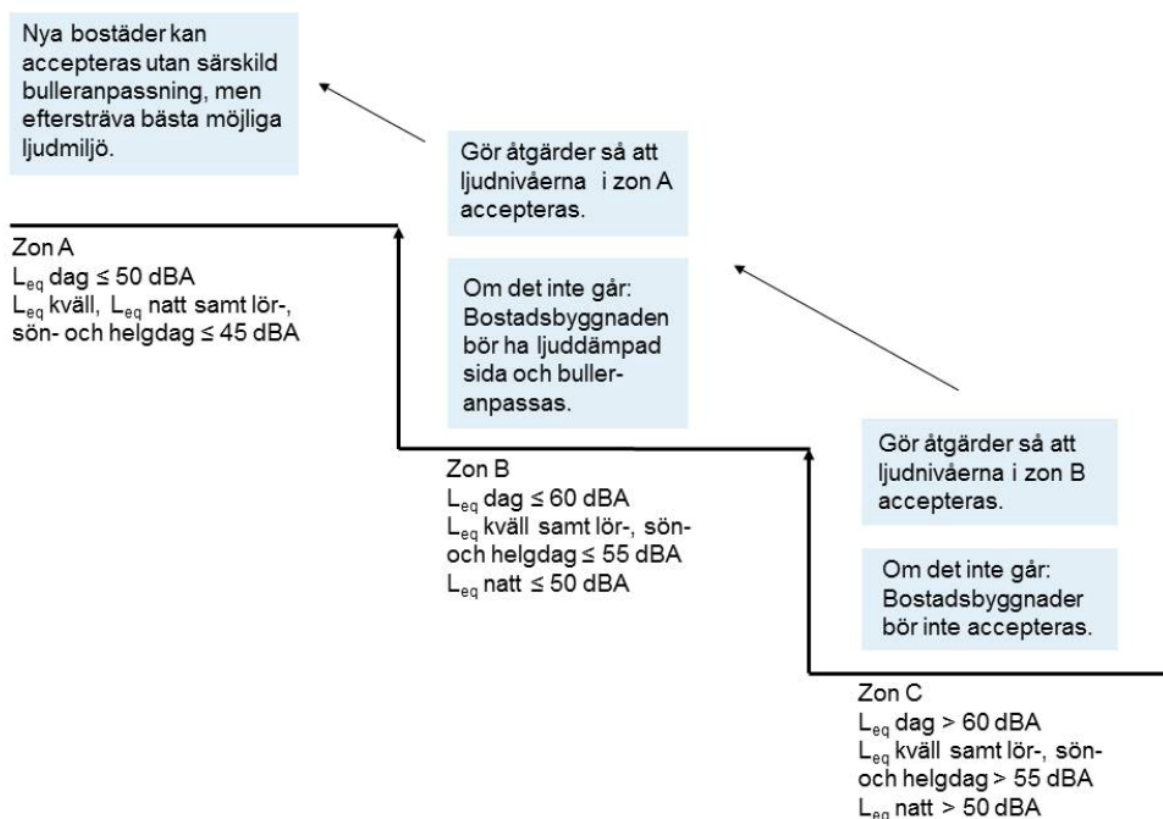 Nya bostäder kan
accepteras utan särskild
bulleranpassning, men
eftersträva bästa möjliga
ljudmiljö.
Gör åtgärder så att
ljudnivåerna i zon A
accepteras.
Zon A
Leq dag ≤ 50 dBA
Leq kväll, Leq natt samt lör-,
sön- och helgdag ≤ 45 dBA
Om det inte går:
Bostadsbyggnaden
bör ha ljuddämpad
sida och buller-
anpassas.
Zon B
Leq dag ≤ 60 dBA
Leq kväll samt lör-, sön-
och helgdag ≤ 55 dBA
Leq natt ≤ 50 dBA
Gör åtgärder så att
ljudnivåerna i zon B
accepteras.
Om det inte går:
Bostadsbyggnader
bör inte accepteras.
Zon C
Leq dag > 60 dBA
Leq kväll samt lör-, sön-
och helgdag > 55 dBA
Leq natt > 50 dBA